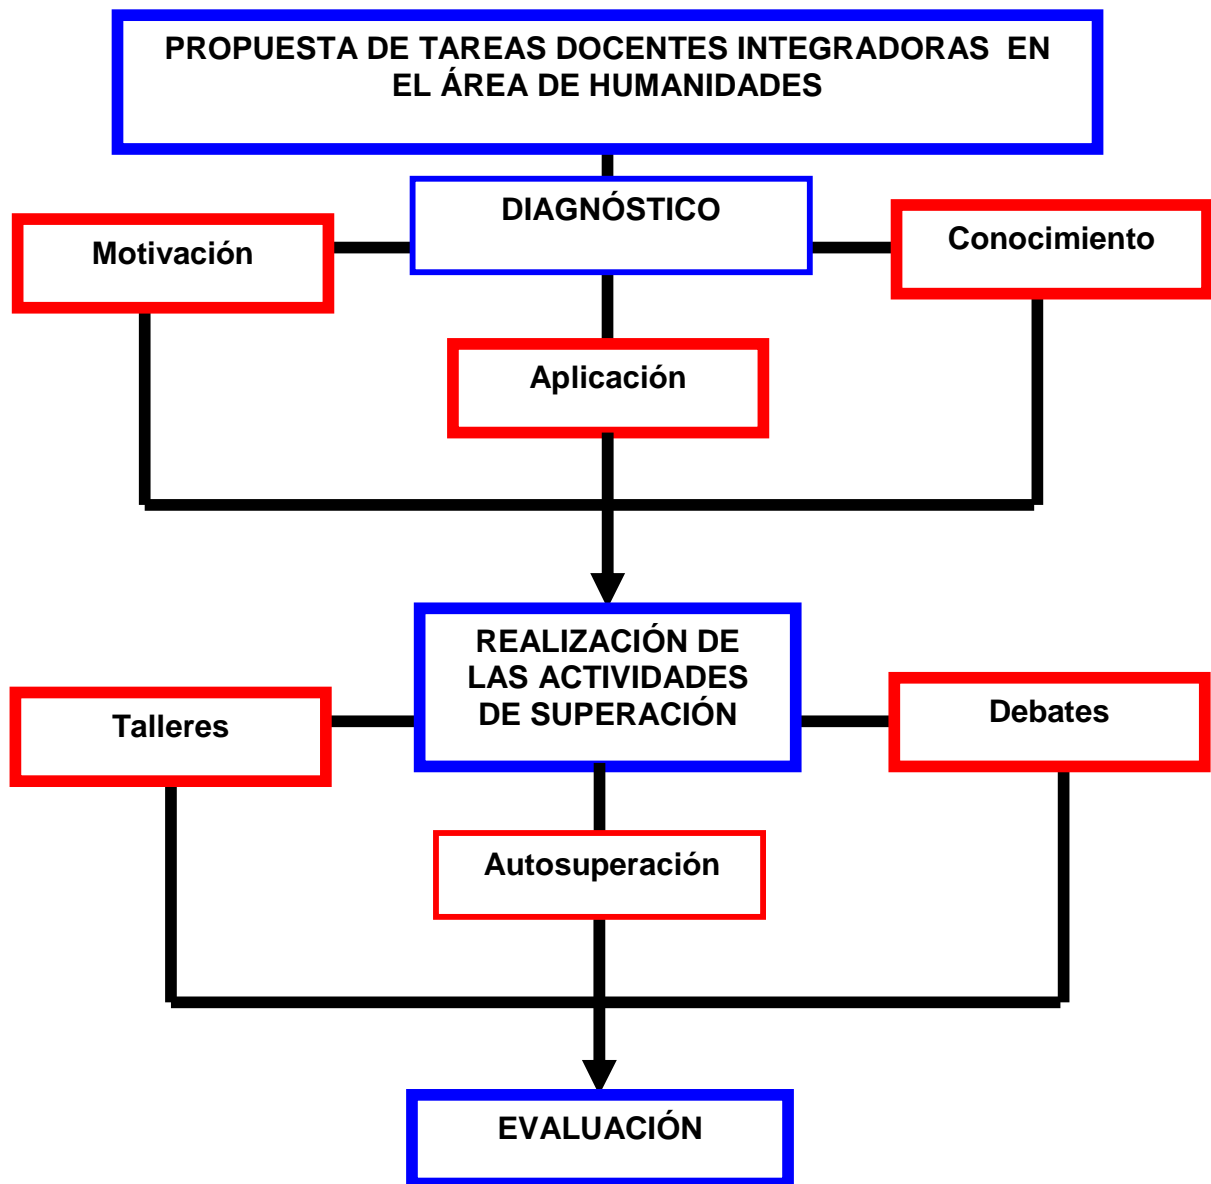 PROPUESTA DE TAREAS DOCENTES INTEGRADORAS EN
EL ÁREA DE HUMANIDADES
DIAGNÓSTICO
Motivación
Conocimiento
Aplicación
REALIZACIÓN DE
LAS ACTIVIDADES
DE SUPERACIÓN
Talleres
Debates
Autosuperación
EVALUACIÓN